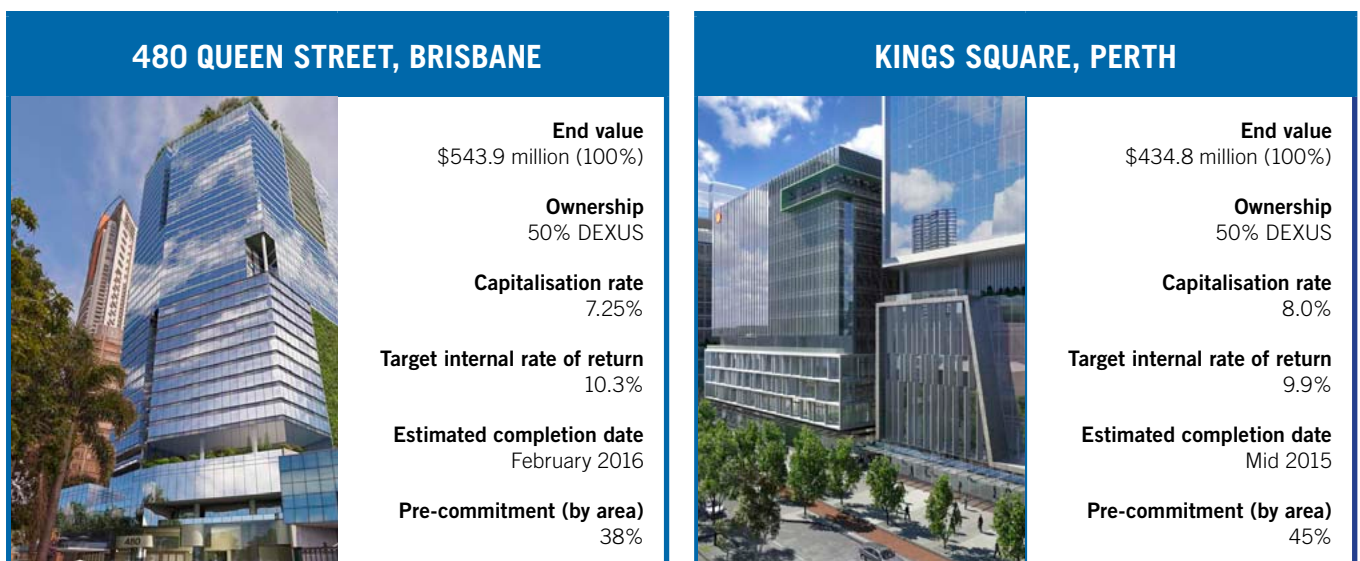 480 QUEEN STREET, BRISBANE
End value
$543.9 million (100%)
Ownership
50% DEXUS
Capitalisation rate
7.25%
Target internal rate of return
10.3%
Estimated completion date
February 2016
Pre-commitment (by area)
38%
480
KINGS SQUARE, PERTH
End value
$434.8 million (100%)
Ownership
50% DEXUS
Capitalisation rate
8.0%
Target internal rate of return
9.9%
Estimated completion date
Mid 2015
Pre-commitment (by area)
45%